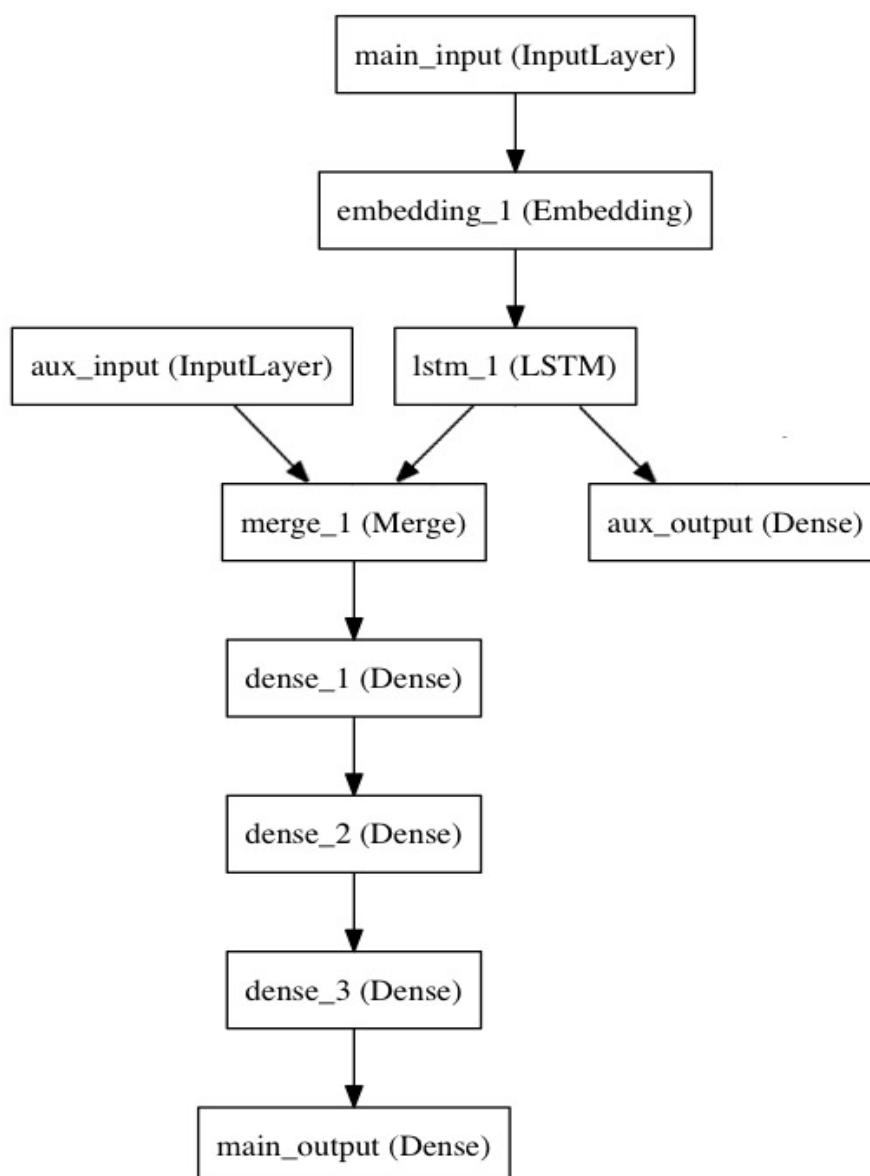 main_input (InputLayer)
embedding_1 (Embedding)
aux_input (InputLayer)
lstm_1 (LSTM)
merge_1 (Merge)
aux_output (Dense)
dense_1 (Dense)
dense_2 (Dense)
dense_3 (Dense)
main_output (Dense)